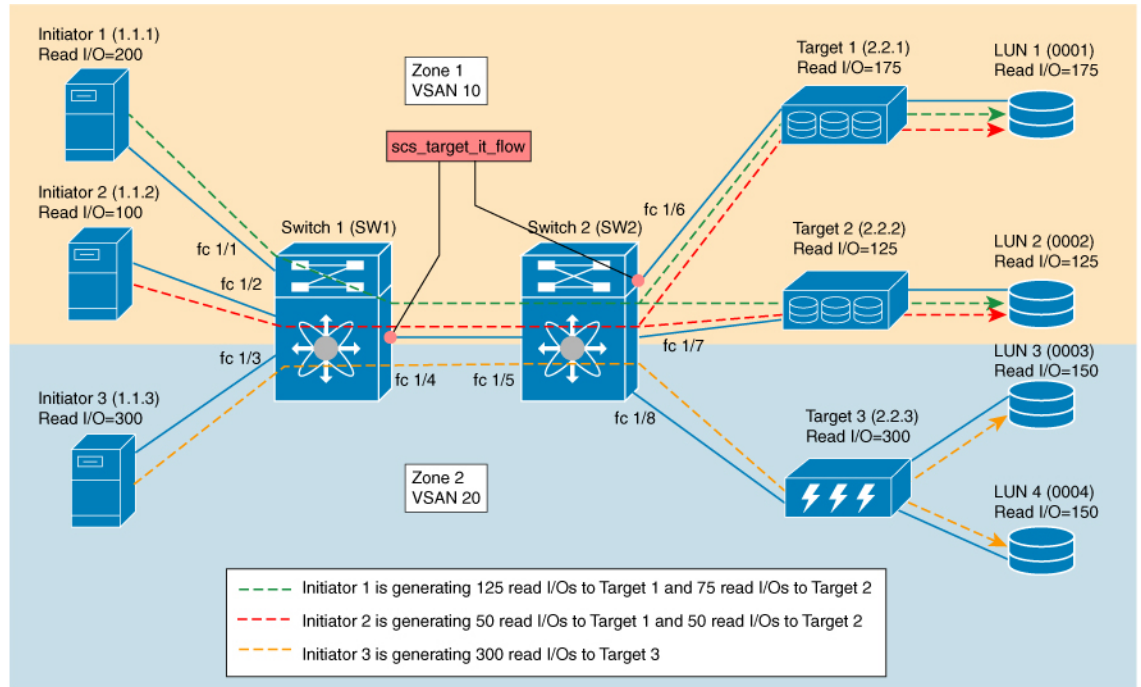 Initiator 1 (1.1.1)
Read I/O=200
Zone 1
VSAN 10
Target 1 (2.2.1)
Read I/O=175
LUN 1 (0001)
Read I/O=175
scs_target_it_flow
Initiator 2 (1.1.2)
Read I/O=100
fc 1/1
Switch 1 (SW1)
Switch 2 (SW2)
fc 1/6
Target 2 (2.2.2)
Read I/O=125
LUN 2 (0002)
Read I/O=125
fc 1/2
fc 1/3
fc 1/4
fc 1/5
fc 1/7
LUN 3 (0003)
Read I/O=150
Initiator 3 (1.1.3)
Read I/O=300
fc 1/8
Target 3 (2.2.3)
Read I/O=300
Zone 2
VSAN 20
LUN 4 (0004)
Read I/O=150
Initiator 1 is generating 125 read I/Os to Target 1 and 75 read I/Os to Target 2
Initiator 2 is generating 50 read I/Os to Target 1 and 50 read I/Os to Target 2
Initiator 3 is generating 300 read I/Os to Target 3